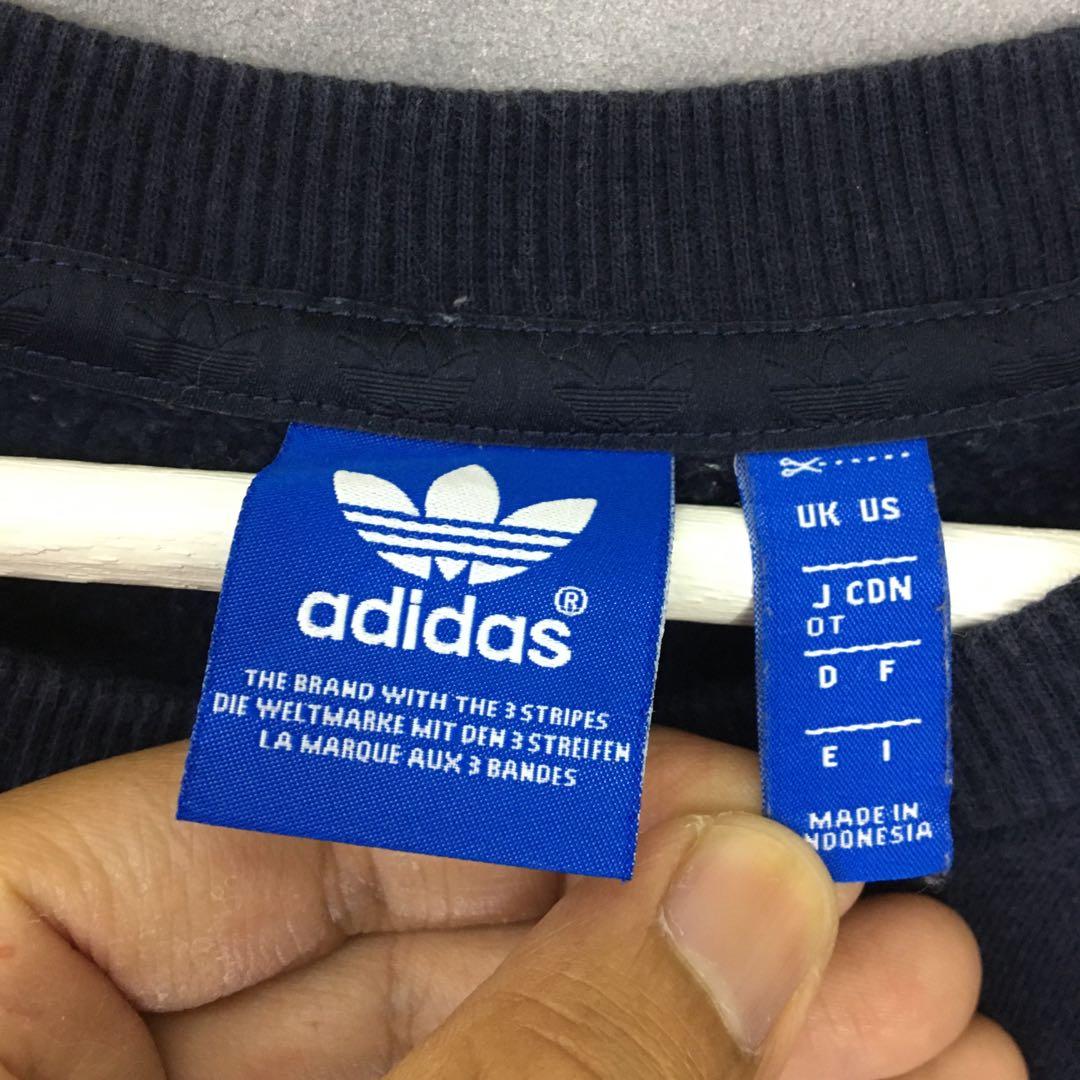 adidas®
THE BRAND WITH THE 3 STRIPES
DIE WELTMARKE MIT DEN 3 STREIFEN
LA MARQUE AUX 3 BANDES
UK US
J CDN
OT
D F
E I
MADE IN
INDONESIA